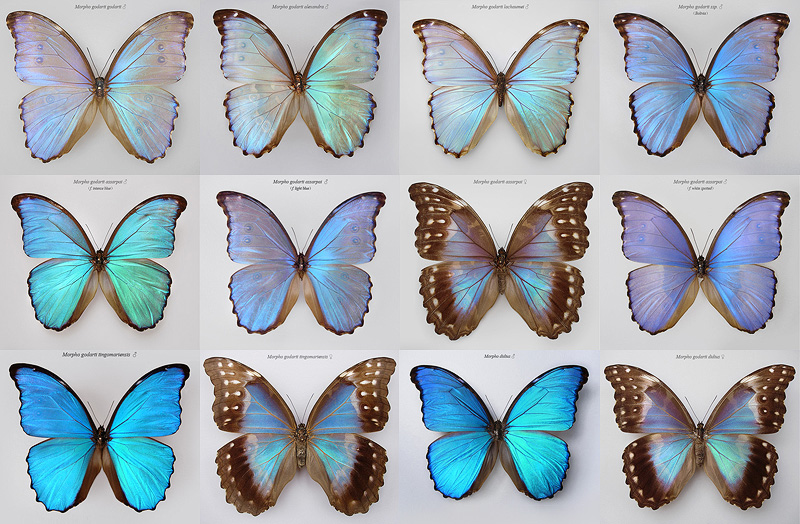 Morpho godarti godarti ♂
Morpho godarti alexandra ♂
Morpho godarti lachaumei ♂
Morpho godarti ssp. ♂
( Bolivia )
Morpho godarti assarpai ♂
( f. intense blue )
Morpho godarti assarpai ♂
( f. light blue )
Morpho godarti assarpai ♀
Morpho godarti assarpai ♂
( f. white spotted )
Morpho godarti tingomariensis ♂
Morpho godarti tingomariensis ♀
Morpho didius ♂
Morpho godarti didius ♀